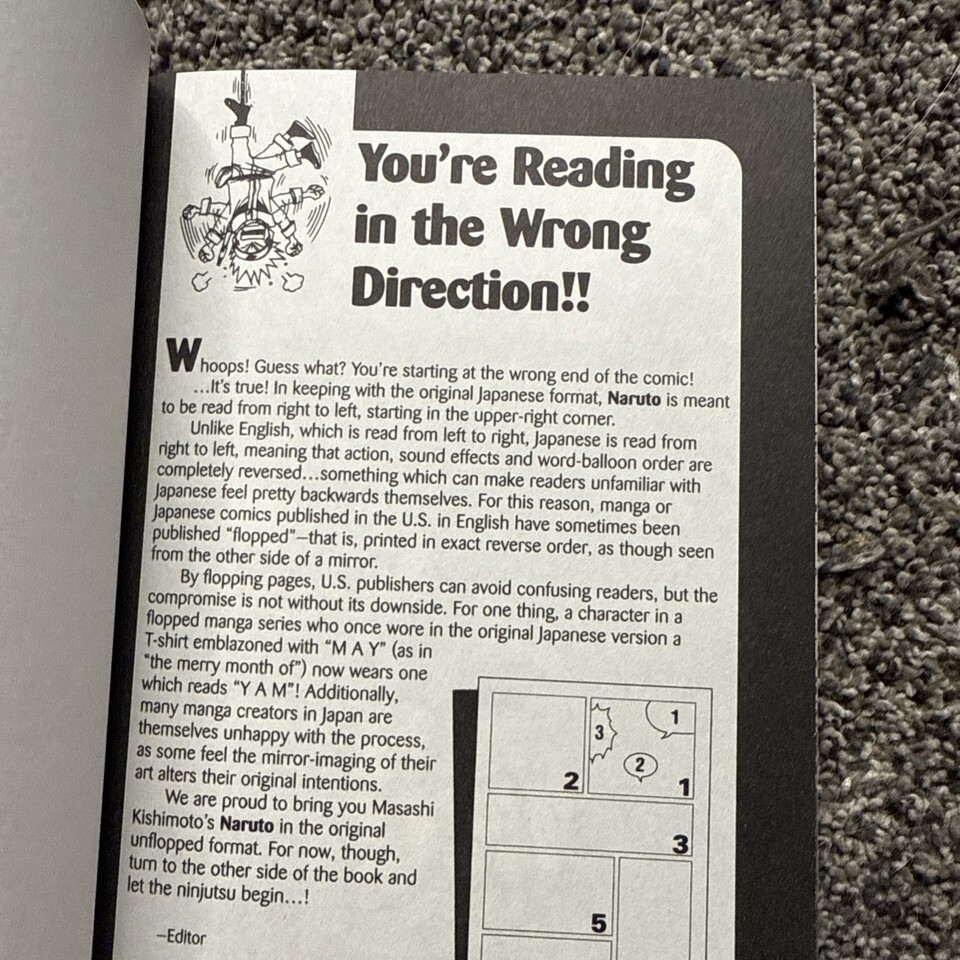 You're Reading
in the Wrong
Direction!!
Whoops! Guess what? You're starting at the wrong end of the comic!
...It's true! In keeping with the original Japanese format, Naruto is meant
to be read from right to left, starting in the upper-right corner.
Unlike English, which is read from left to right, Japanese is read from
right to left, meaning that action, sound effects and word-balloon order are
completely reversed...something which can make readers unfamiliar with
Japanese feel pretty backwards themselves. For this reason, manga or
Japanese comics published in the U.S. in English have sometimes been
published "flopped"—that is, printed in exact reverse order, as though seen
from the other side of a mirror.
By flopping pages, U.S. publishers can avoid confusing readers, but the
compromise is not without its downside. For one thing, a character in a
flopped manga series who once wore in the original Japanese version a
T-shirt emblazoned with "M A Y" (as in
"the merry month of") now wears one
which reads "Y A M"! Additionally,
many manga creators in Japan are
themselves unhappy with the process,
as some feel the mirror-imaging of their
art alters their original intentions.
We are proud to bring you Masashi
Kishimoto's Naruto in the original
unflopped format. For now, though,
turn to the other side of the book and
let the ninjutsu begin...!
—Editor
1
3
2
2
1
3
5